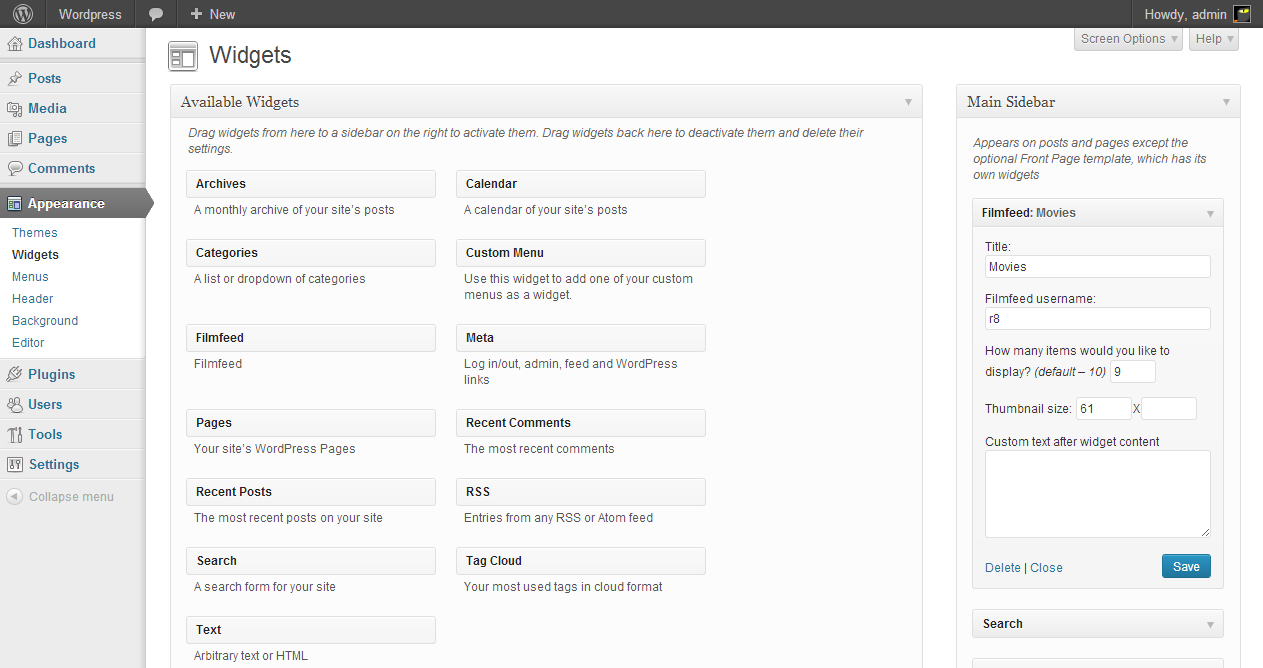 Wordpress
New
Howdy, admin
Dashboard
Posts
Media
Pages
Comments
Appearance
Themes
Widgets
Menus
Header
Background
Editor
Plugins
Users
Tools
Settings
Collapse menu
Screen Options
Help
Widgets
Available Widgets
Drag widgets from here to a sidebar on the right to activate them. Drag widgets back here to deactivate them and delete their
settings.
Archives
A monthly archive of your site's posts
Calendar
A calendar of your site's posts
Categories
A list or dropdown of categories
Custom Menu
Use this widget to add one of your custom
menus as a widget.
Filmfeed
Filmfeed
Meta
Log in/out, admin, feed and WordPress
links
Pages
Your site's WordPress Pages
Recent Comments
The most recent comments
Recent Posts
The most recent posts on your site
RSS
Entries from any RSS or Atom feed
Search
A search form for your site
Tag Cloud
Your most used tags in cloud format
Text
Arbitrary text or HTML
Main Sidebar
Appears on posts and pages except the
optional Front Page template, which has its
own widgets
Filmfeed: Movies
Title:
Movies
Filmfeed username:
r8
How many items would you like to
display? (default – 10) 9
Thumbnail size: 61 X
Custom text after widget content
Delete | Close
Save
Search